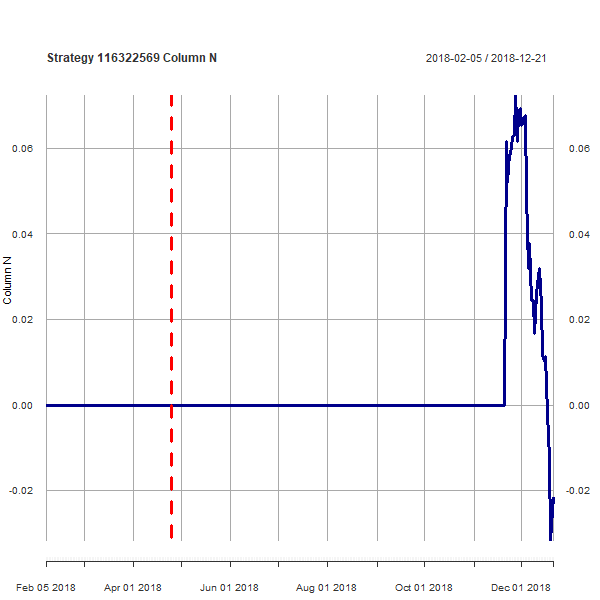 Strategy 116322569 Column N
2018-02-05 / 2018-12-21
0.06
0.06
0.04
0.04
Column N
0.02
0.02
0.00
0.00
-0.02
-0.02
Feb 05 2018
Apr 01 2018
Jun 01 2018
Aug 01 2018
Oct 01 2018
Dec 01 2018